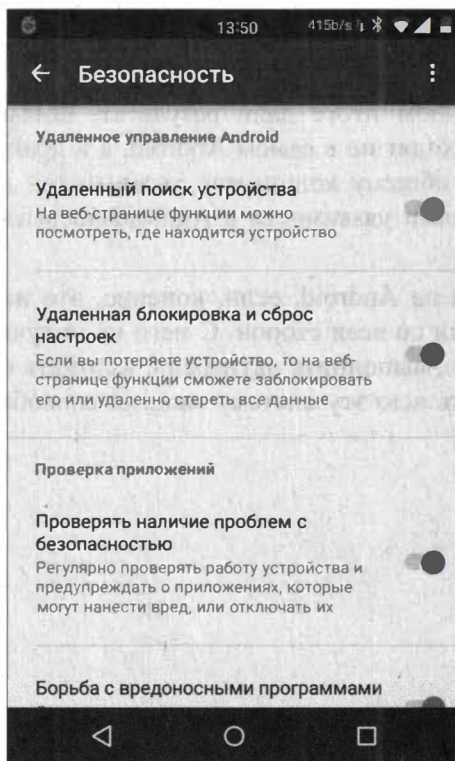 13:50 415b/s
Безопасность
Удаленное управление Android
Удаленный поиск устройства
На веб-странице функции можно
посмотреть, где находится устройство
Удаленная блокировка и сброс
настроек
Если вы потеряете устройство, то на веб-
странице функции сможете заблокировать
его или удаленно стереть все данные
Проверка приложений
Проверять наличие проблем с
безопасностью
Регулярно проверять работу устройства и
предупреждать о приложениях, которые
могут нанести вред, или отключать их
Борьба с вредоносными программами